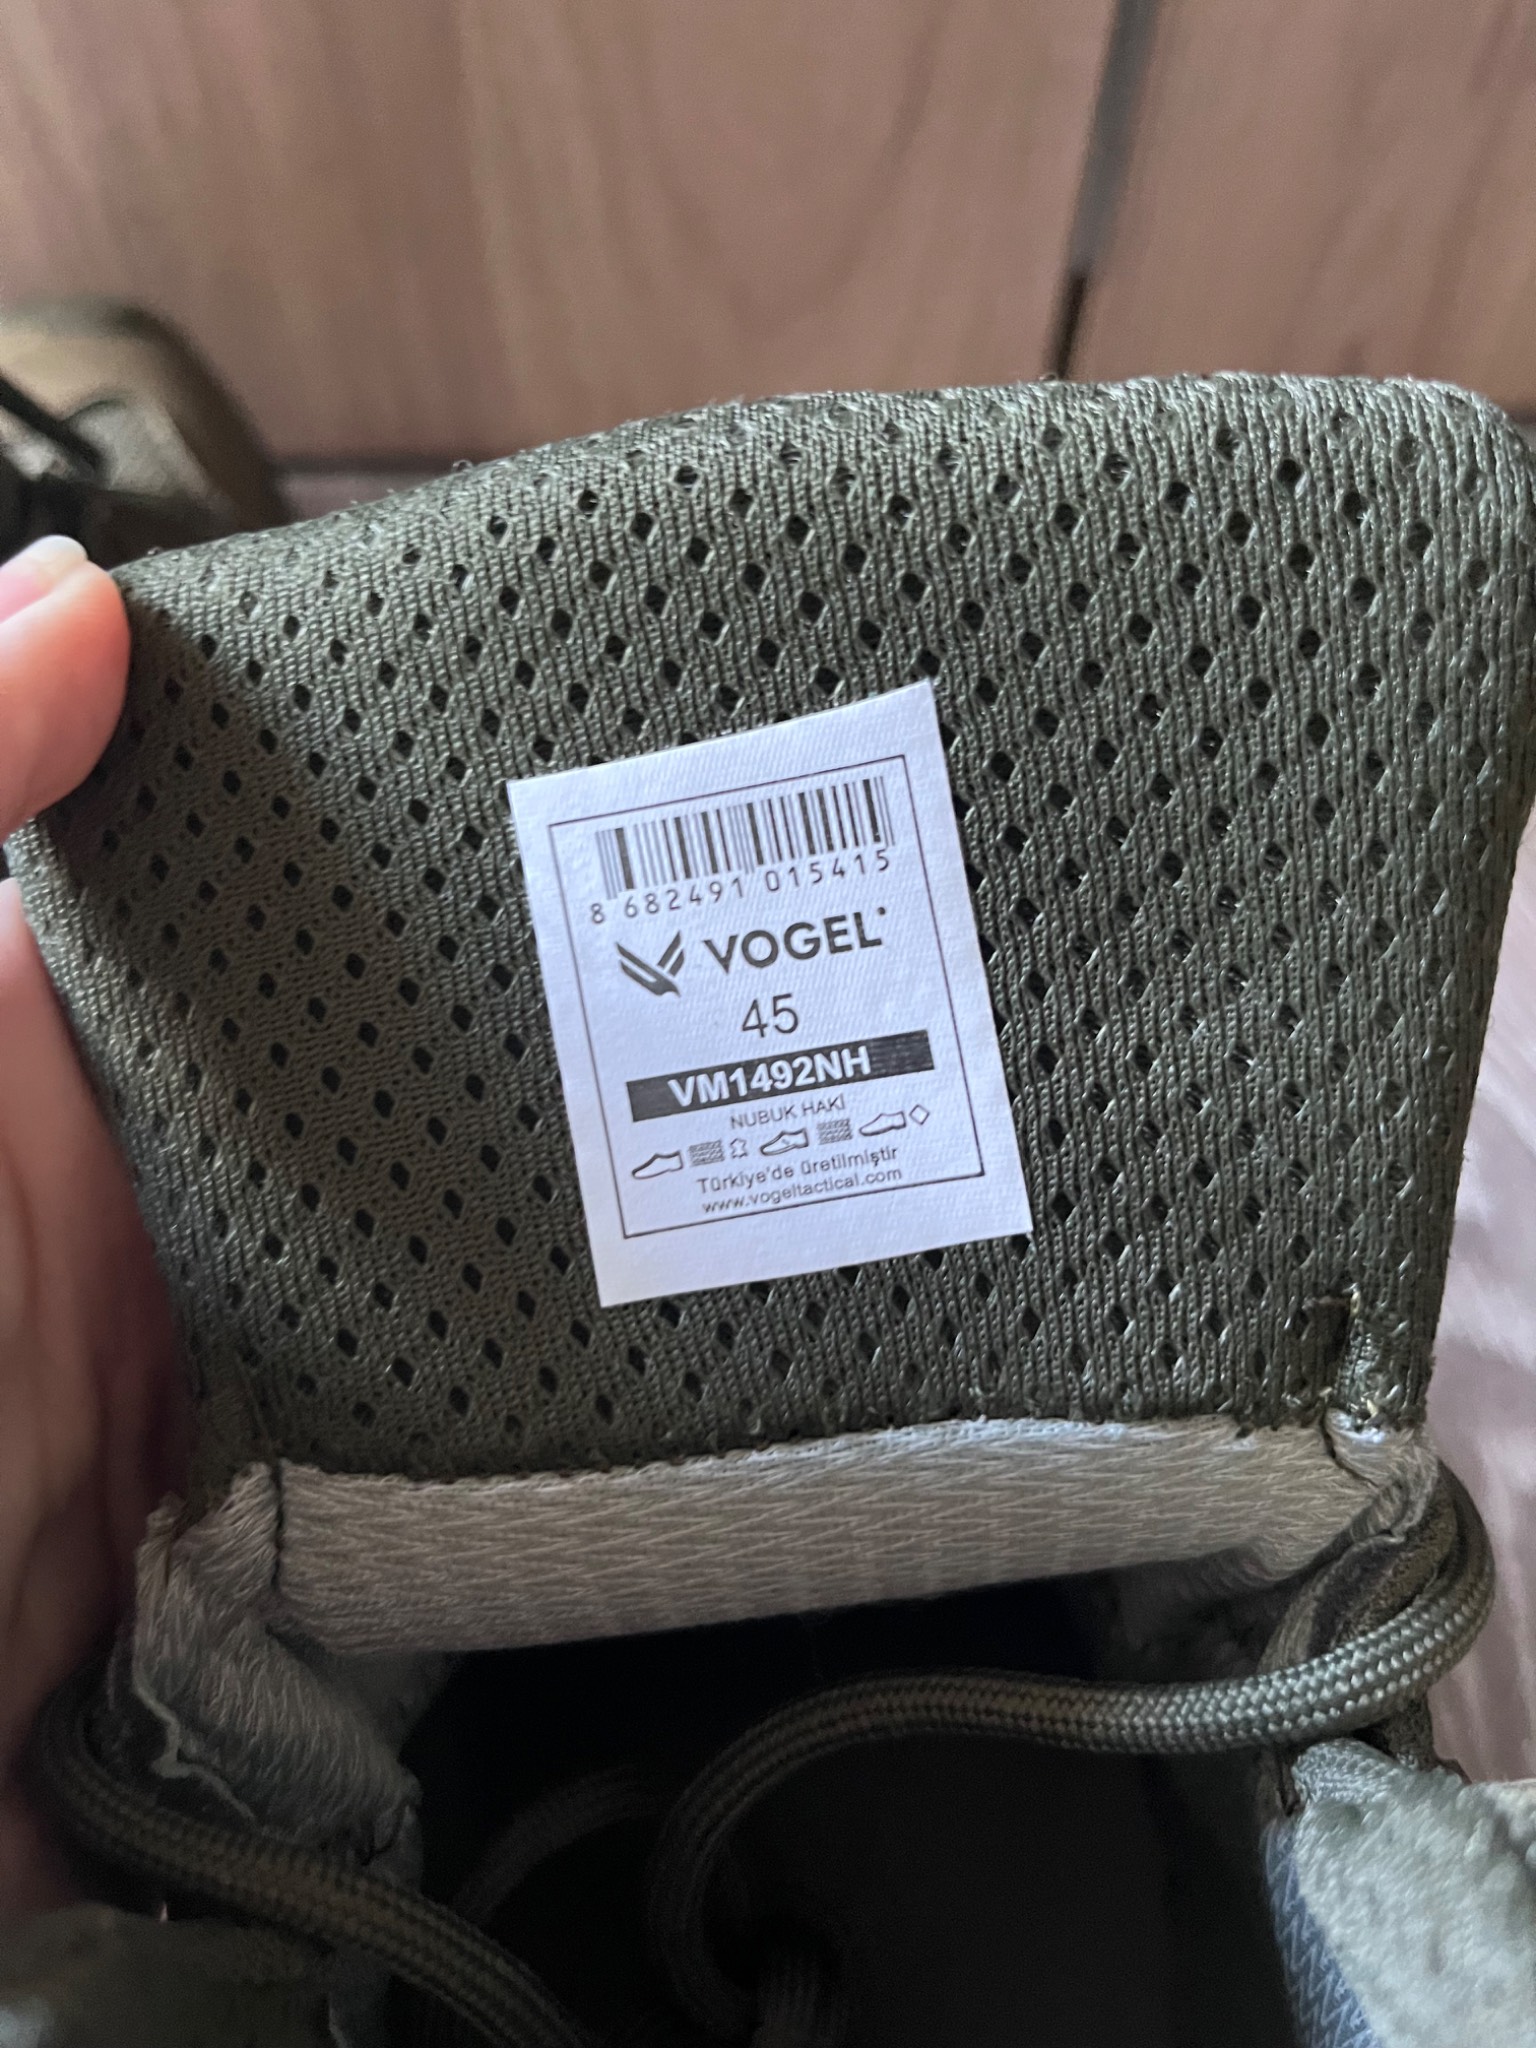 8 682491 015415
VOGEL
45
VM1492NH
NUBUK HAKİ
Türkiye'de üretilmiştir
www.vogeltactical.com